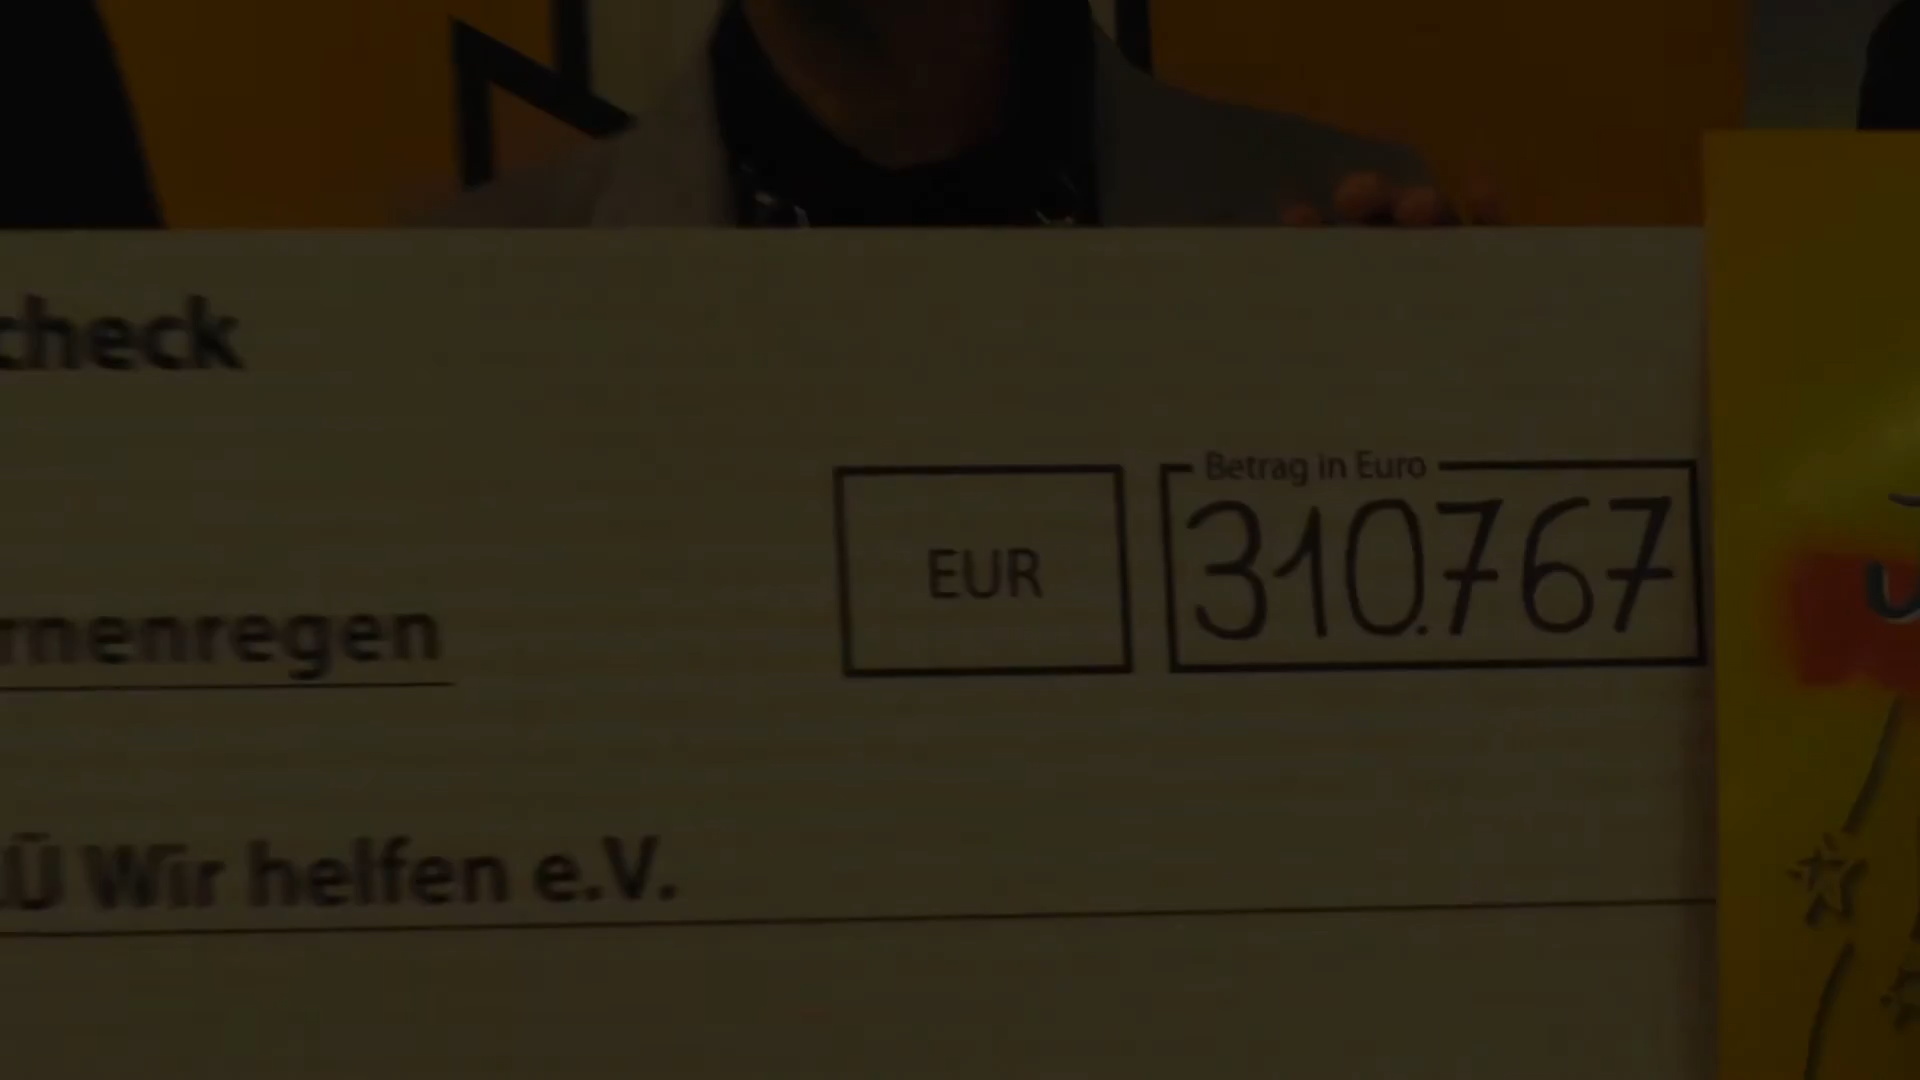 check
EUR
Betrag in Euro
310.767
rnenregen
Ü Wir helfen e.V.